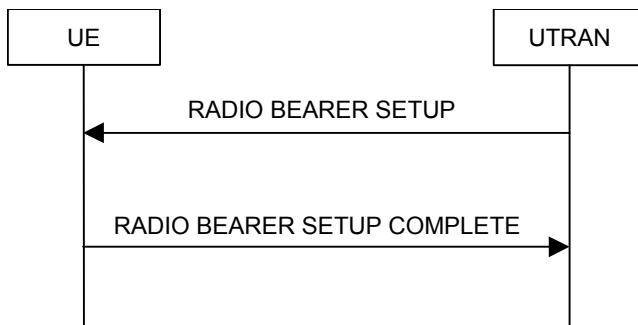 UE
UTRAN
RADIO BEARER SETUP
RADIO BEARER SETUP COMPLETE